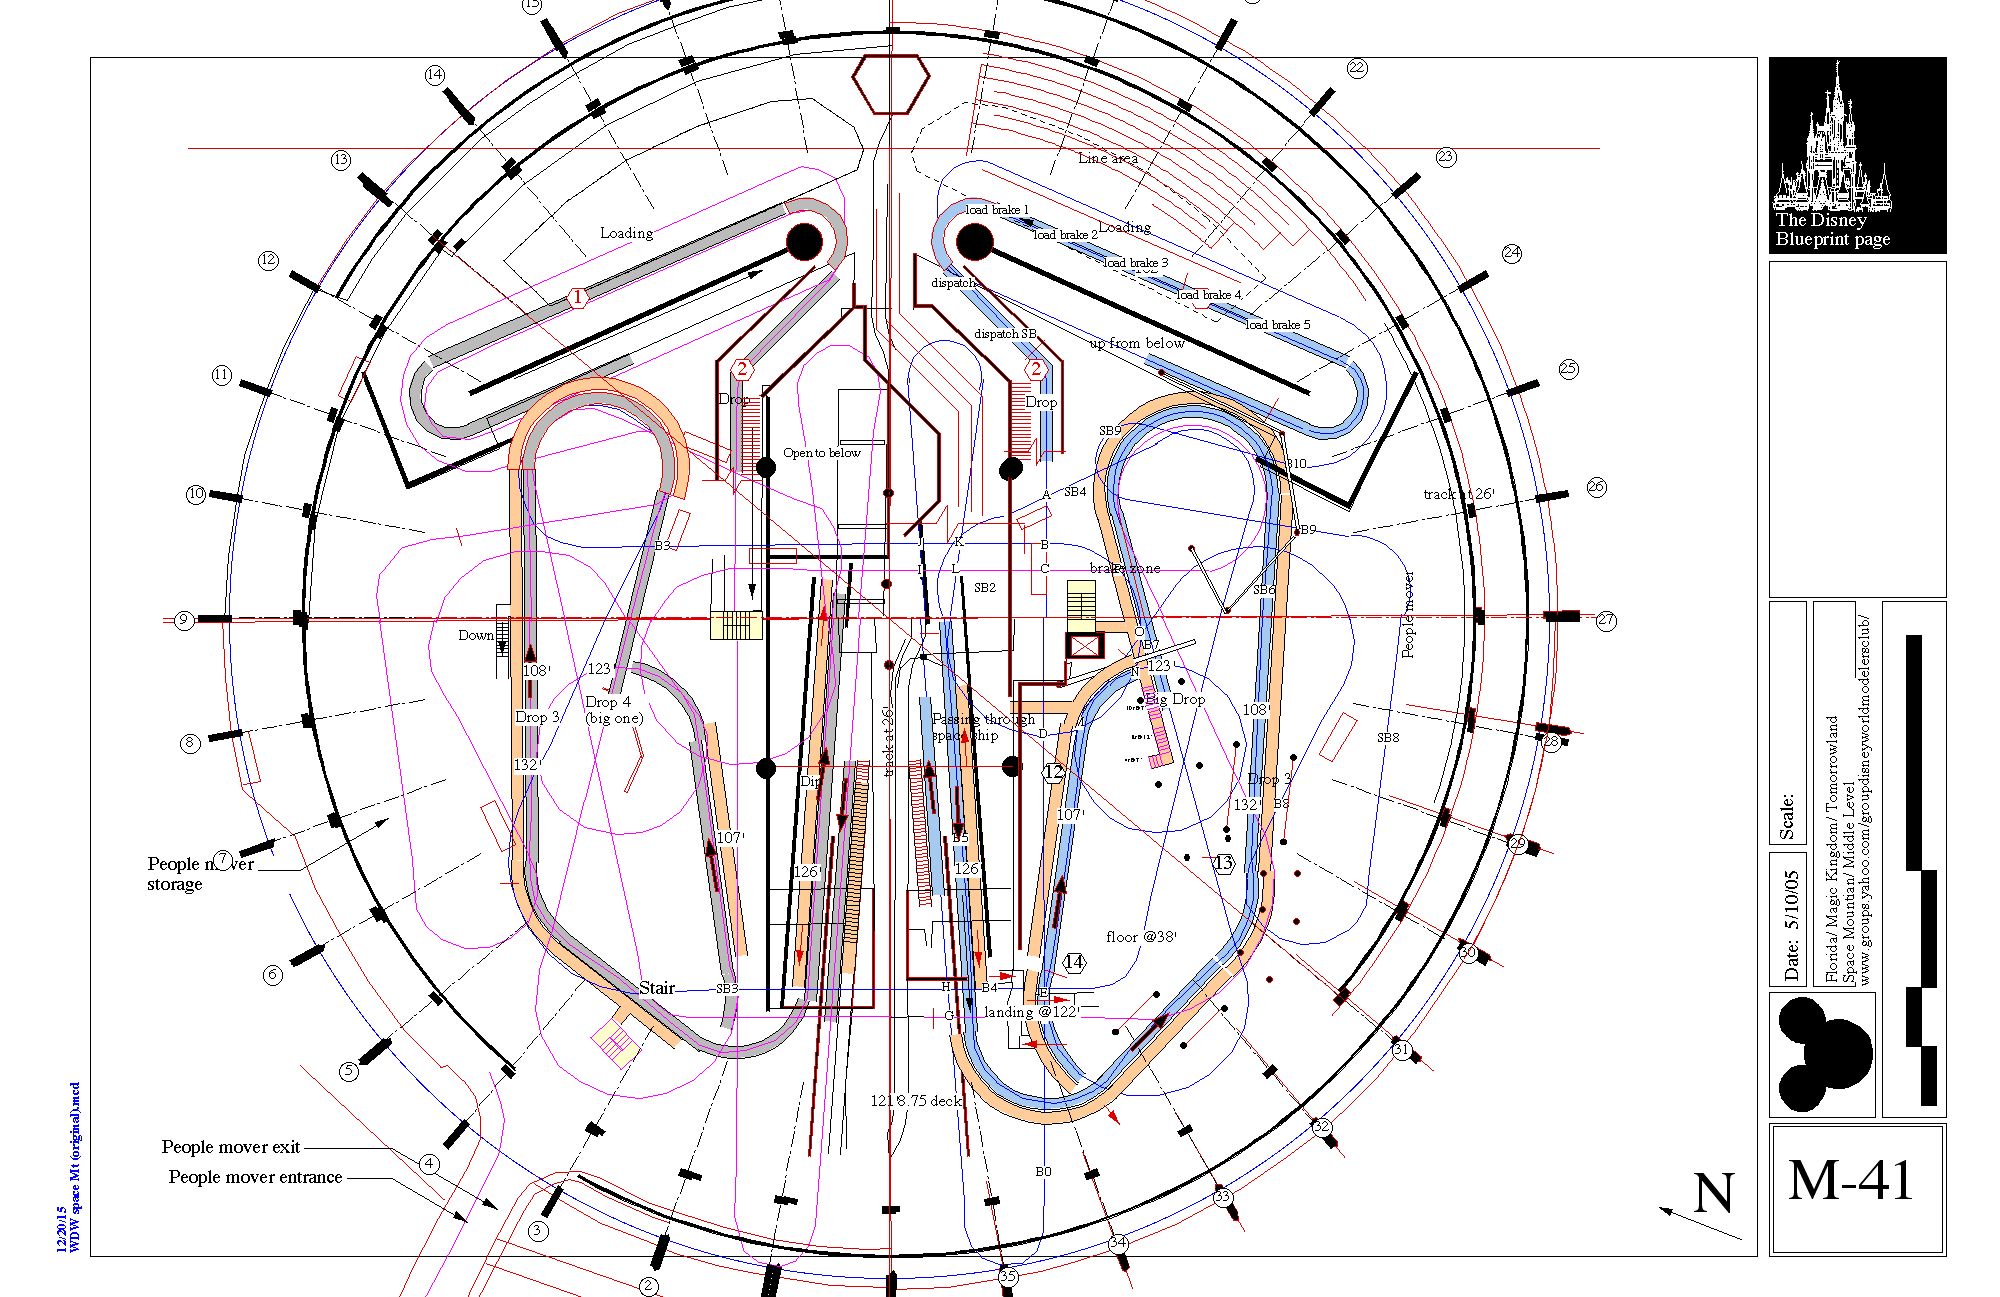 15
14
22
13
23
12
24
11
25
10
26
9
27
8
28
7
29
6
30
5
31
4
32
3
33
2
34
35
Line area
Loading
load brake 1
load brake 2
Loading
load brake 3
load brake 4
load brake 5
1
dispatch
dispatch SB
up from below
2
2
Drop
Drop
Open to below
SB9
B10
A
SB4
track at 26'
B9
B3
J
K
B
I
L
C
brake zone
SB2
SB6
Down
O
B7
N
123'
108'
123'
Drop 4
(big one)
Big Drop
Drop 3
108'
Passing through
space ship
D
SB8
People mover
track at 26'
132'
12
Dip
Drop 3
132'
B8
107'
107'
B5
126'
126'
13
People mover
storage
floor @38'
14
Stair
SB3
H
B4
E
G
landing @122'
121'8.75 deck
B0
People mover exit
People mover entrance
12/20/15
WDW space Mt (original).mcd
The Disney
Blueprint page
Scale:
Date: 5/10/05
Florida/ Magic Kingdom/ Tomorrowland
Space Mountain/ Middle Level
www.groups.yahoo.com/groupdisneyworldmodelersclub/
N
M-41